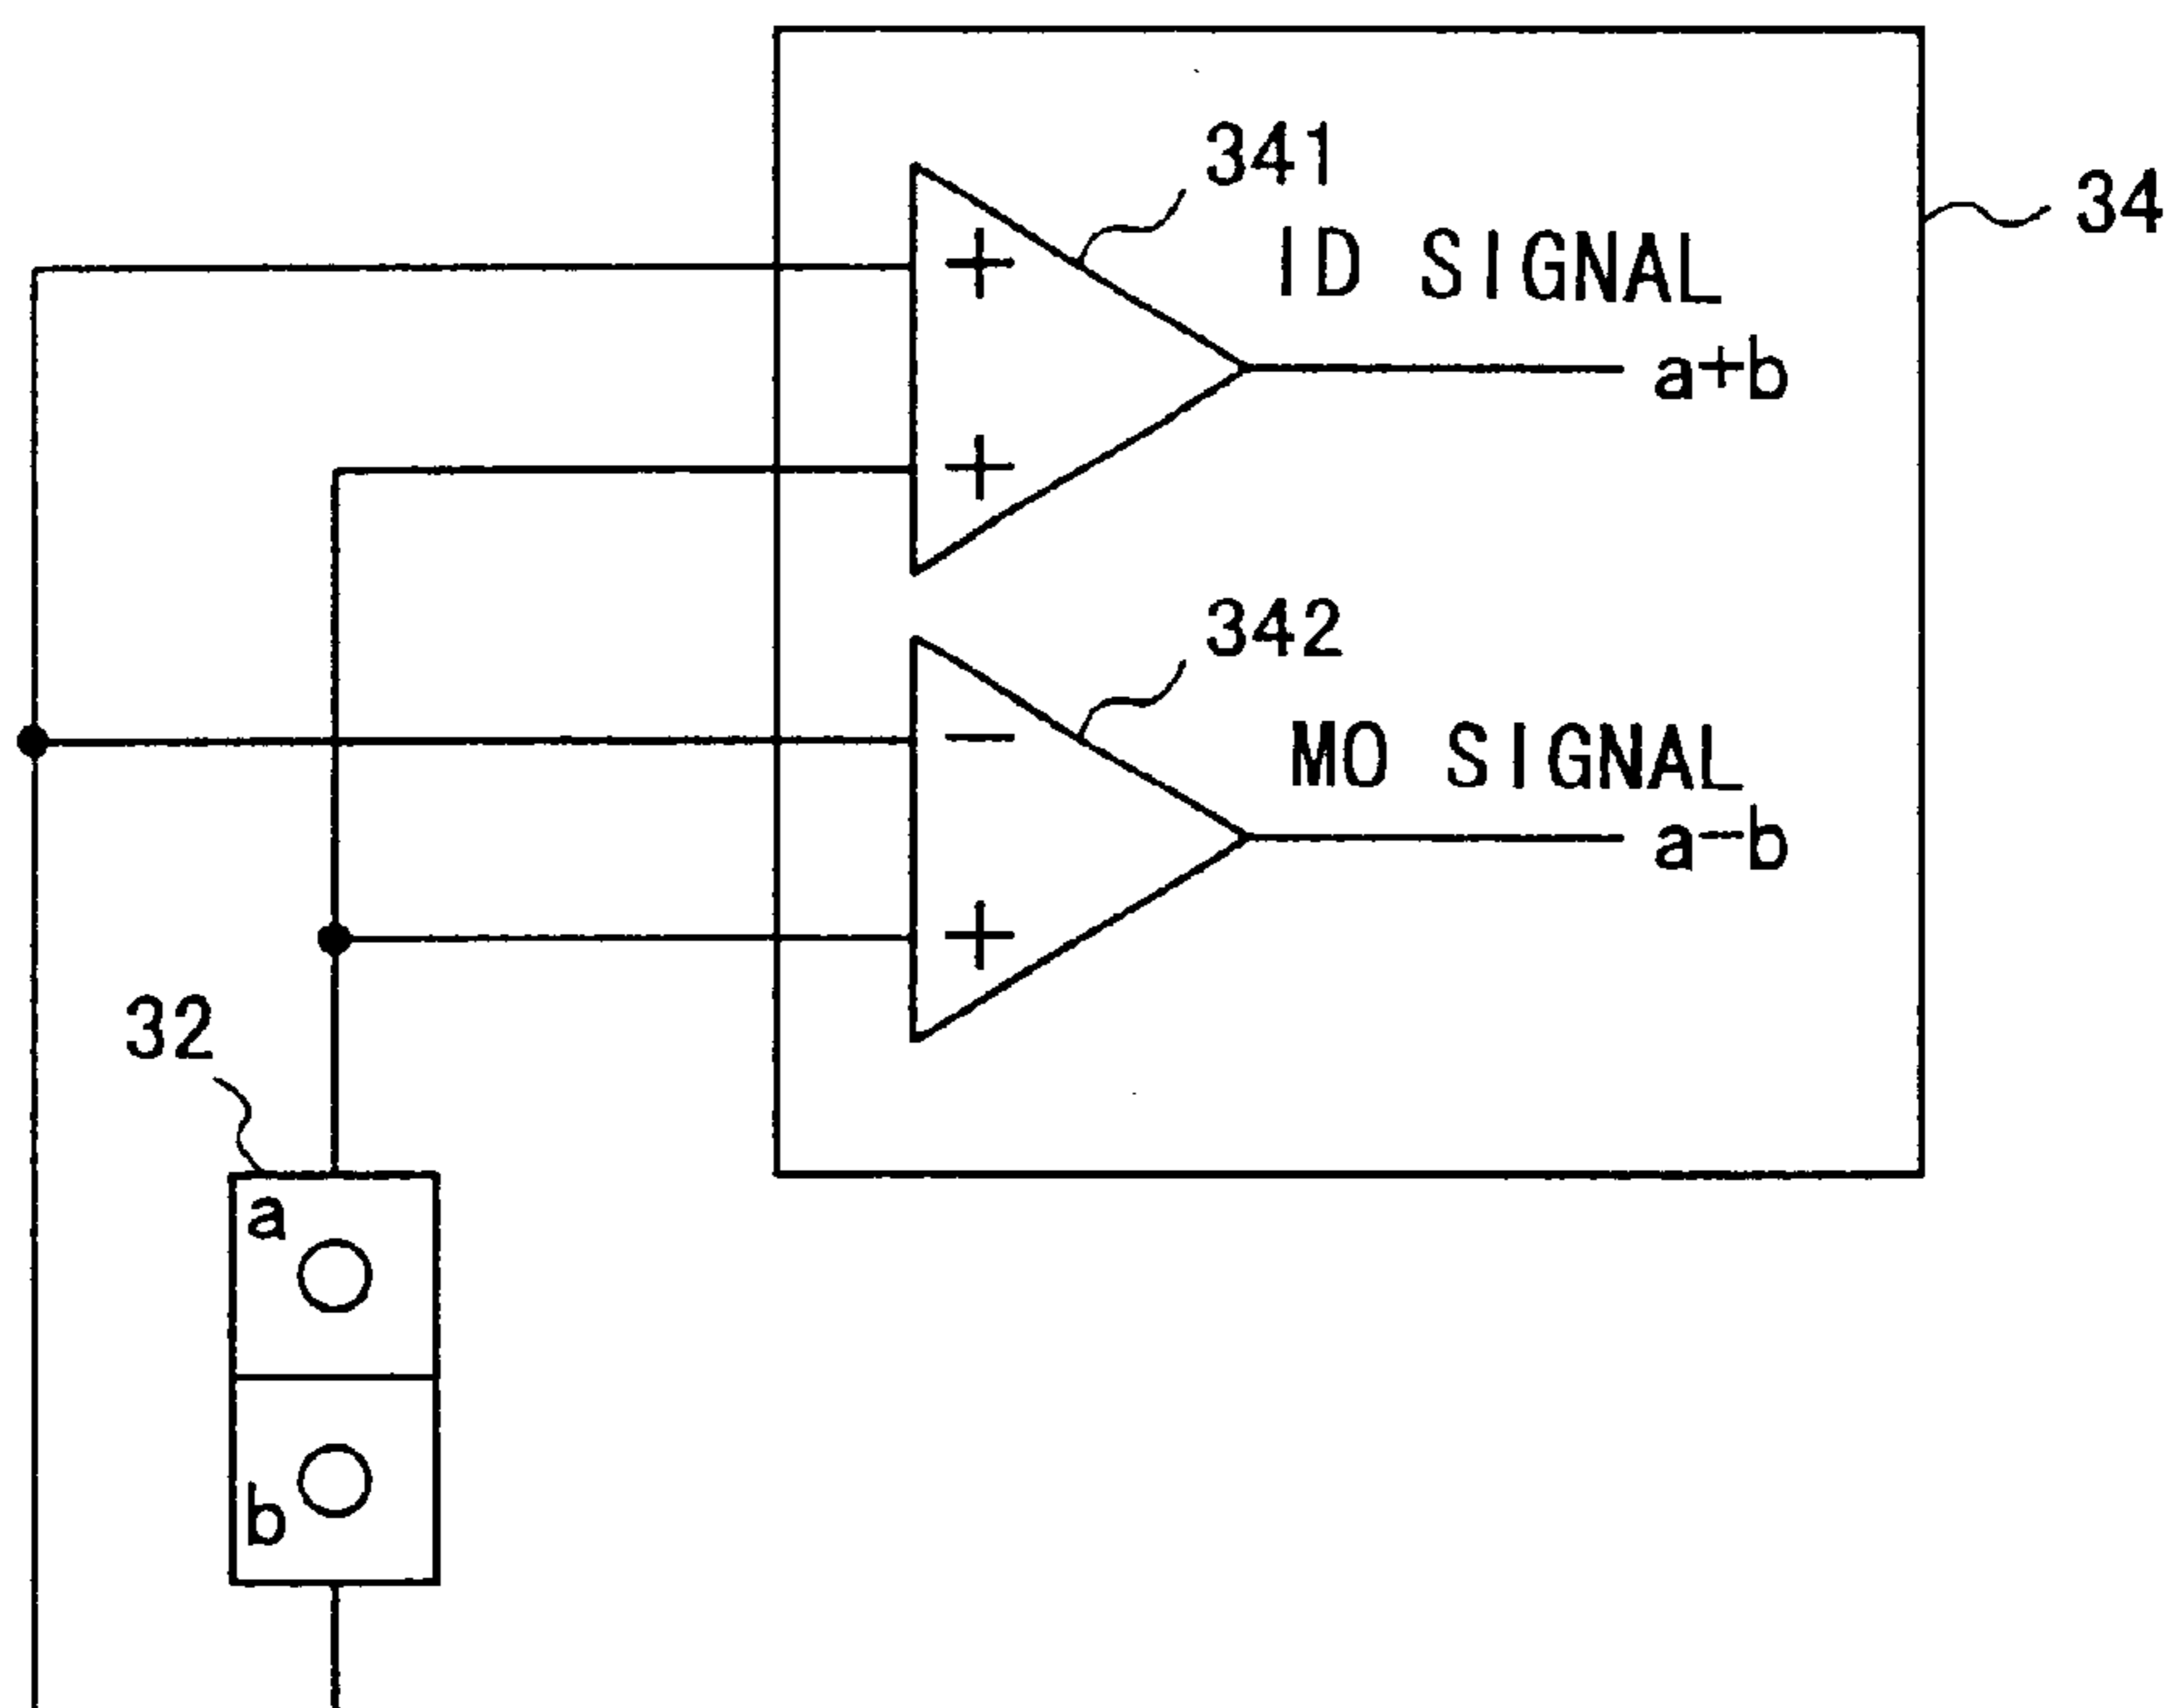 341
34
+
ID SIGNAL
a+b
+
342
−
MO SIGNAL
a−b
+
32
a
b